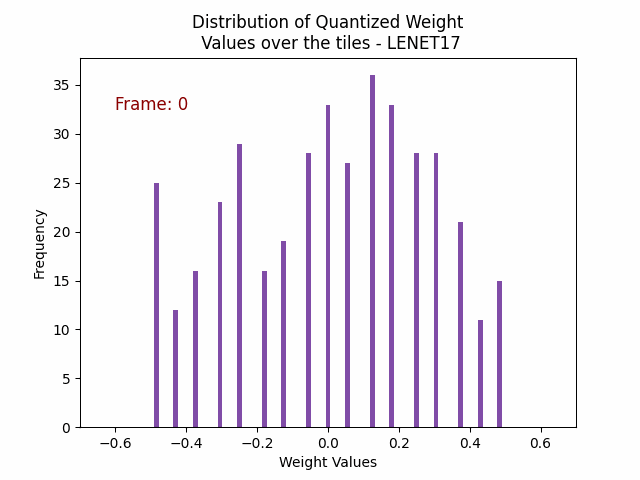 Distribution of Quantized Weight
Values over the tiles - LENET17
Frame: 0
Frequency
35
30
25
20
15
10
5
0
−0.6 −0.4 −0.2 0.0 0.2 0.4 0.6
Weight Values